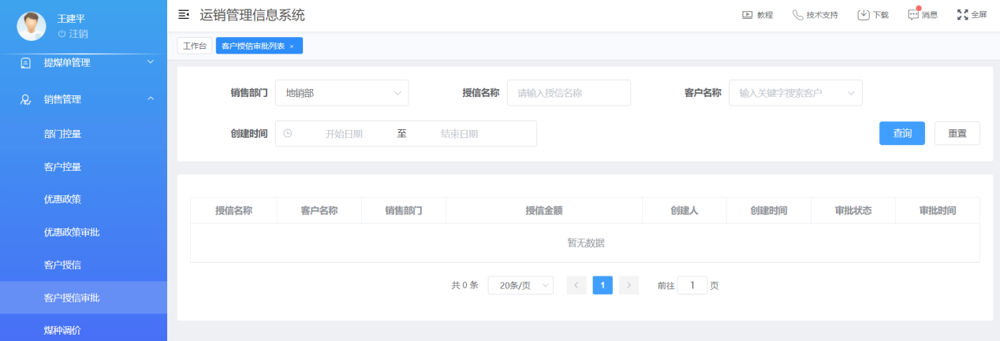 王建平
注销
提煤单管理
销售管理
部门控量
客户控量
优惠政策
优惠政策审批
客户授信
客户授信审批
煤种调价
运销管理信息系统
教程 技术支持 下载 消息 全屏
工作台 客户授信审批列表 ×
销售部门 地销部 授信名称 请输入授信名称 客户名称 输入关键字搜索客户
创建时间 开始日期 至 结束日期 查询 重置
授信名称 客户名称 销售部门 授信金额 创建人 创建时间 审批状态 审批时间
暂无数据
共 0 条 20条/页 < 1 > 前往 1 页